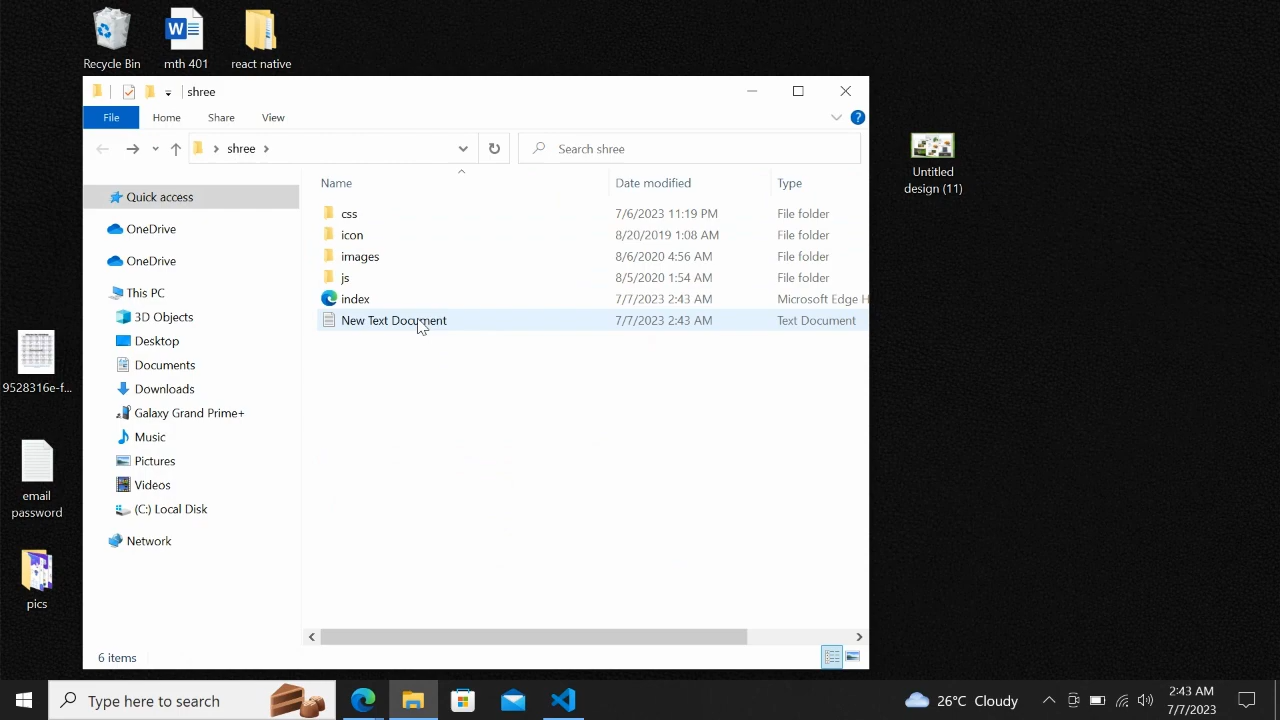 Recycle Bin
mth 401
react native
shree
File
Home
Share
View
shree
Search shree
Quick access
OneDrive
OneDrive
This PC
3D Objects
Desktop
Documents
Downloads
Galaxy Grand Prime+
Music
Pictures
Videos
(C:) Local Disk
Network
Name
Date modified
Type
css
7/6/2023 11:19 PM
File folder
icon
8/20/2019 1:08 AM
File folder
images
8/6/2020 4:56 AM
File folder
js
8/5/2020 1:54 AM
File folder
index
7/7/2023 2:43 AM
Microsoft Edge H
New Text Document
7/7/2023 2:43 AM
Text Document
6 items
Untitled
design (11)
9528316e-f...
email
password
pics
Type here to search
26°C Cloudy
2:43 AM
7/7/2023